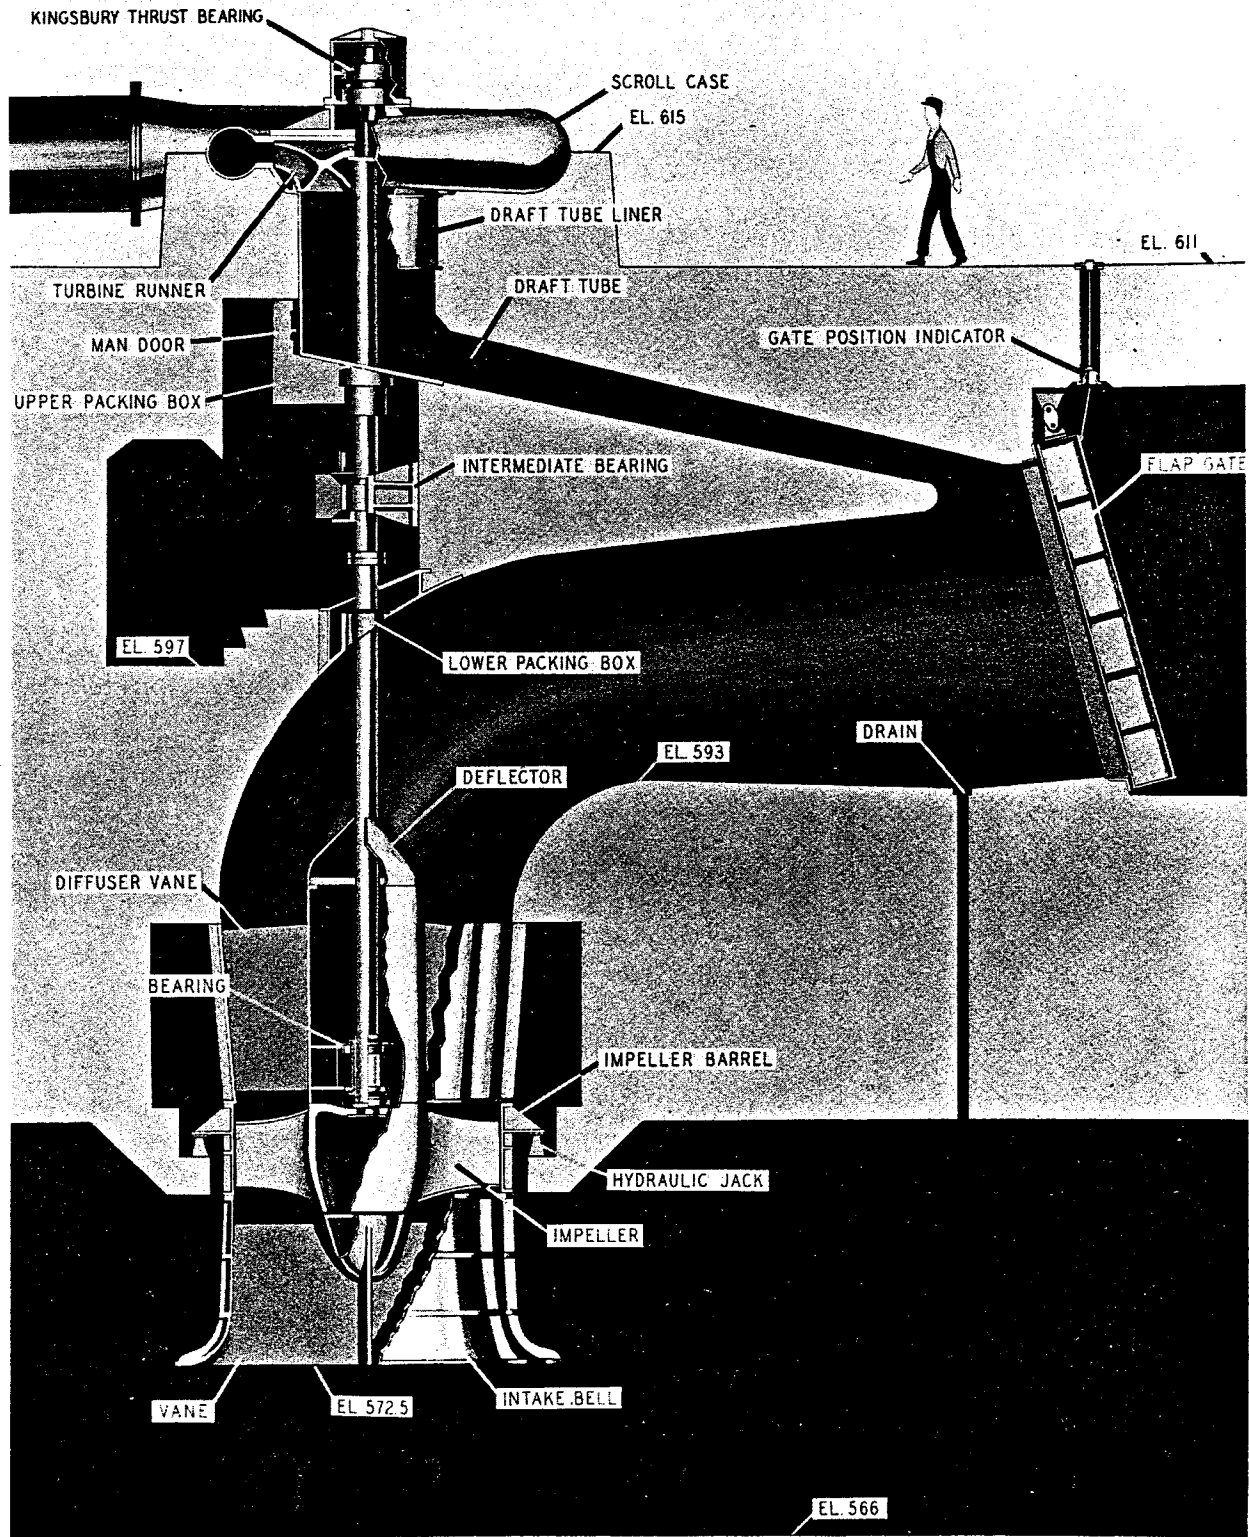 KINGSBURY THRUST BEARING
SCROLL CASE
EL. 615
DRAFT TUBE LINER
EL. 611
TURBINE RUNNER
DRAFT TUBE
MAN DOOR
GATE POSITION INDICATOR
UPPER PACKING BOX
INTERMEDIATE BEARING
FLAP GATE
EL. 597
LOWER PACKING BOX
DRAIN
EL. 593
DEFLECTOR
DIFFUSER VANE
BEARING
IMPELLER BARREL
HYDRAULIC JACK
IMPELLER
VANE
EL. 572.5
INTAKE BELL
EL. 566